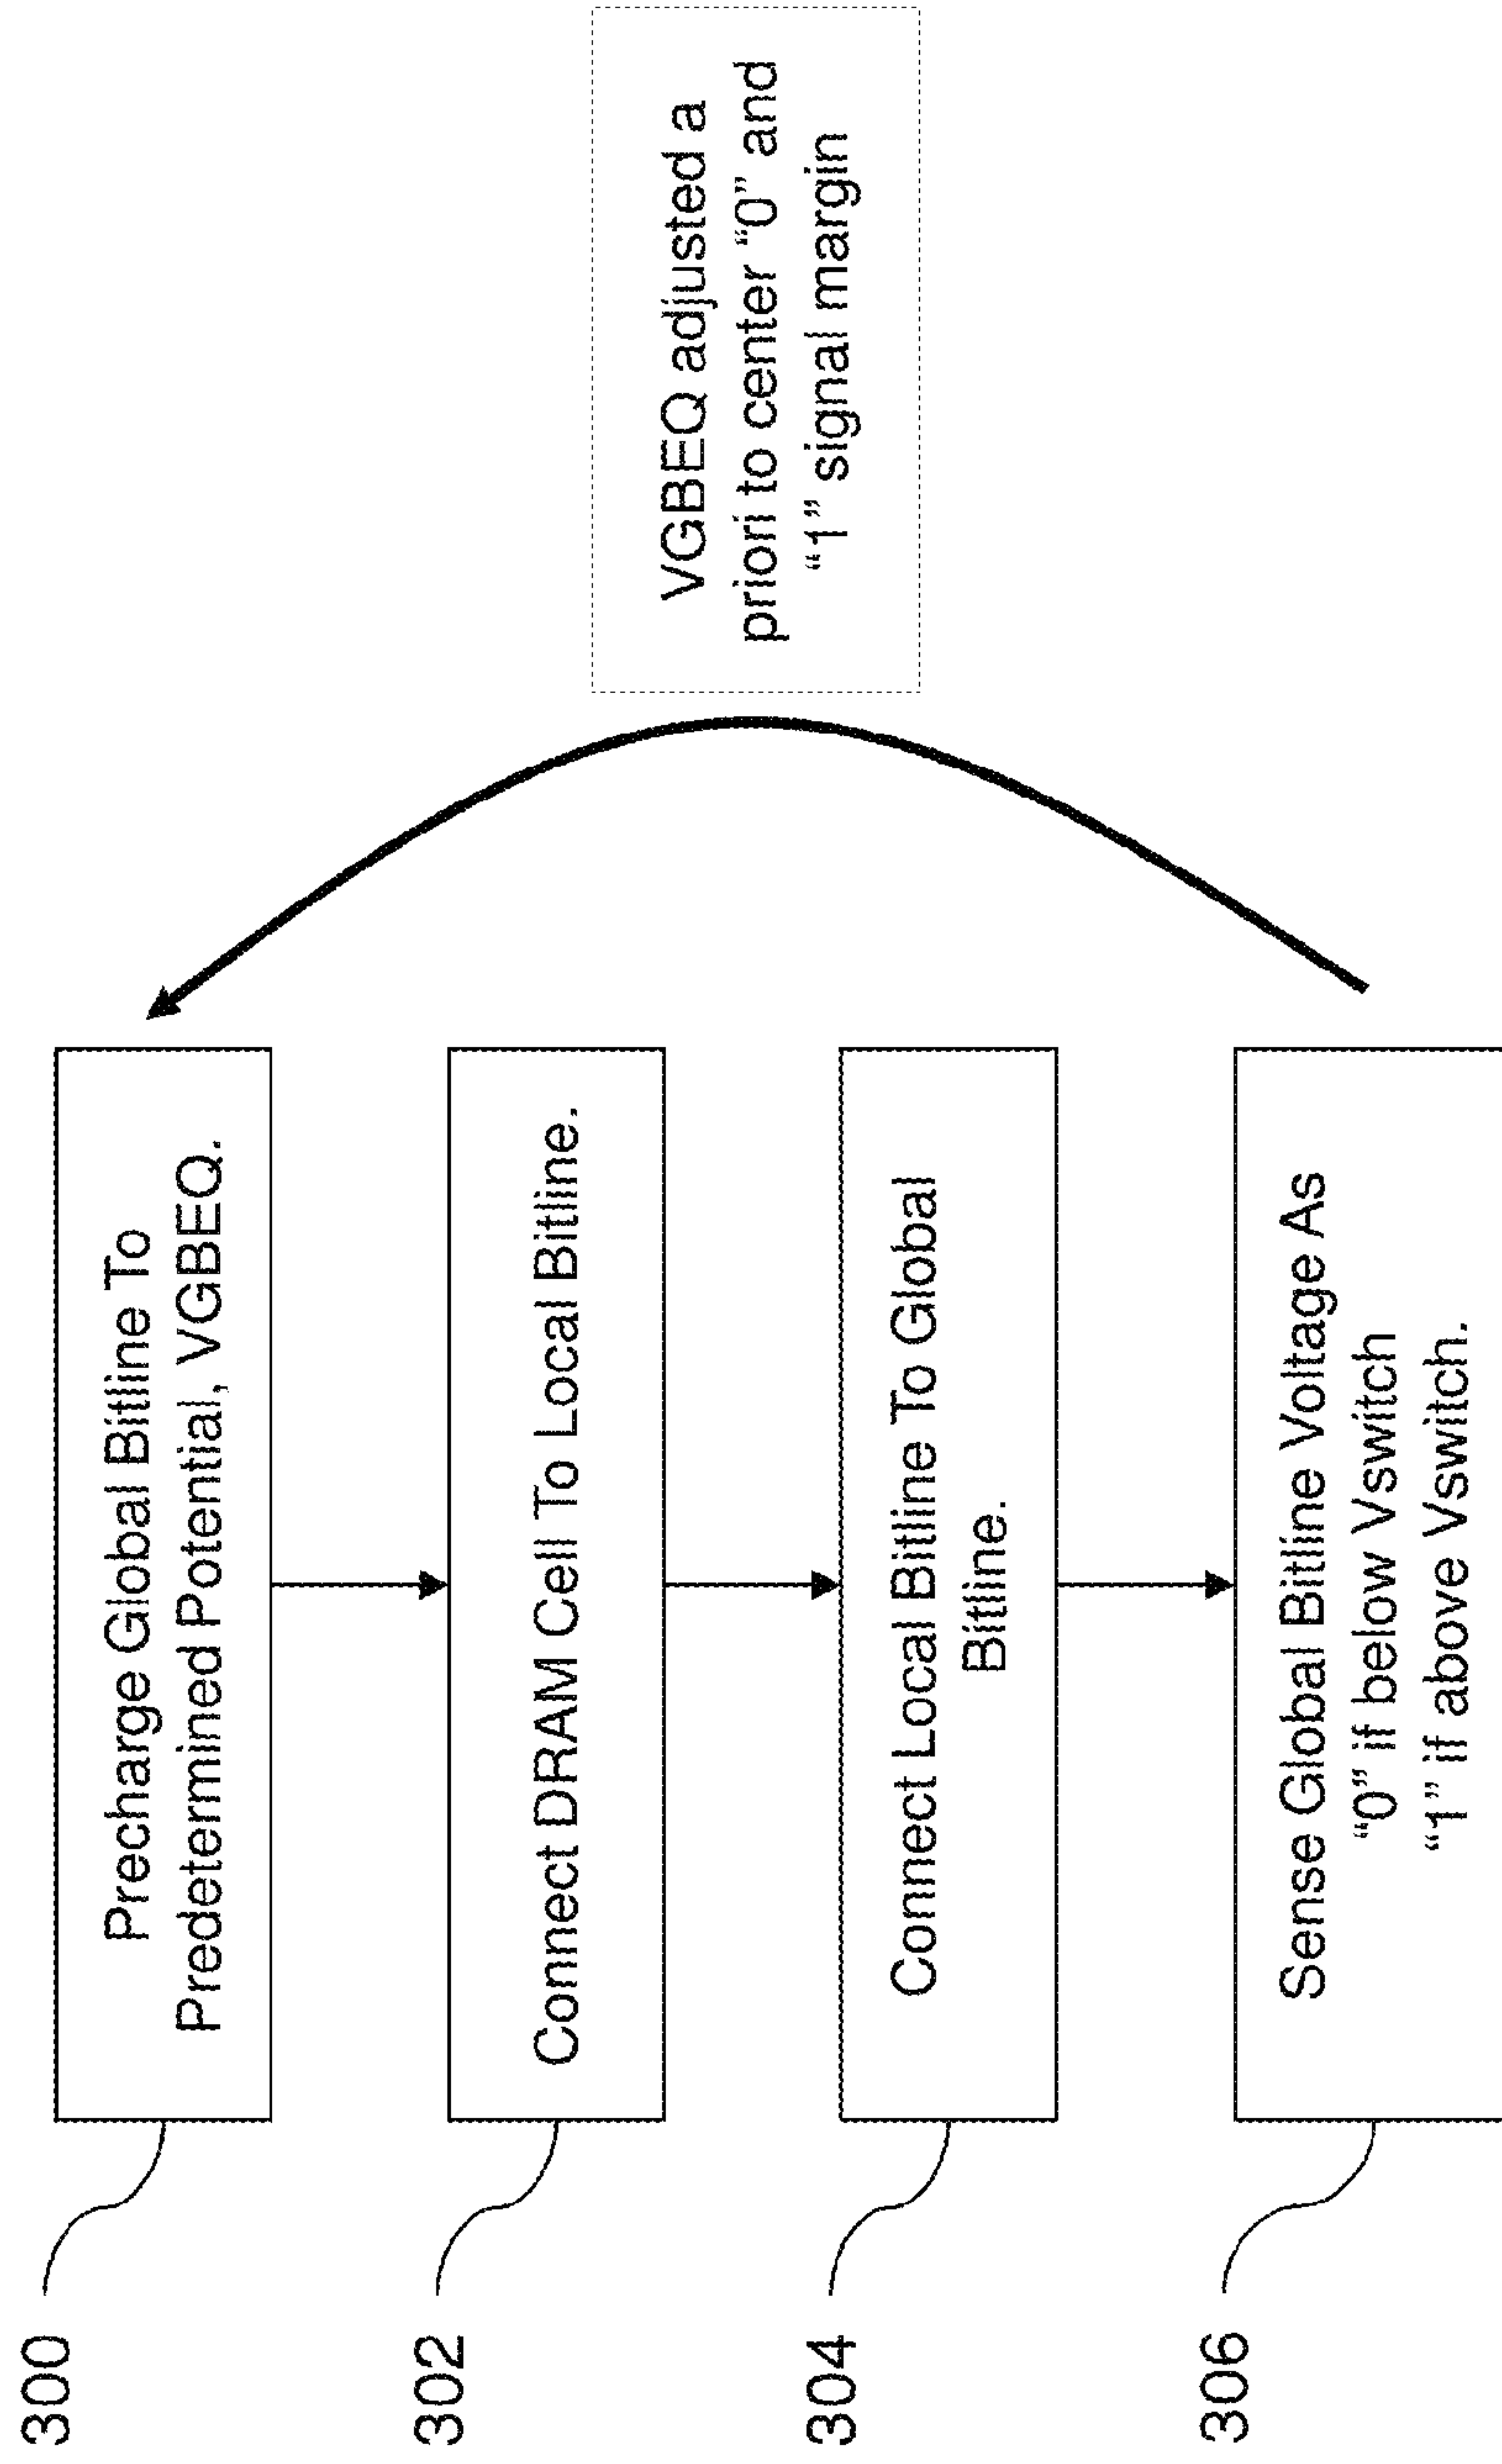 300
Precharge Global Bitline To
Predetermined Potential, VGBEQ.
302
Connect DRAM Cell To Local Bitline.
304
Connect Local Bitline To Global
Bitline.
306
Sense Global Bitline Voltage As
“0” if below Vswitch
“1” if above Vswitch.
VGBEQ adjusted a
priori to center “0” and
“1” signal margin